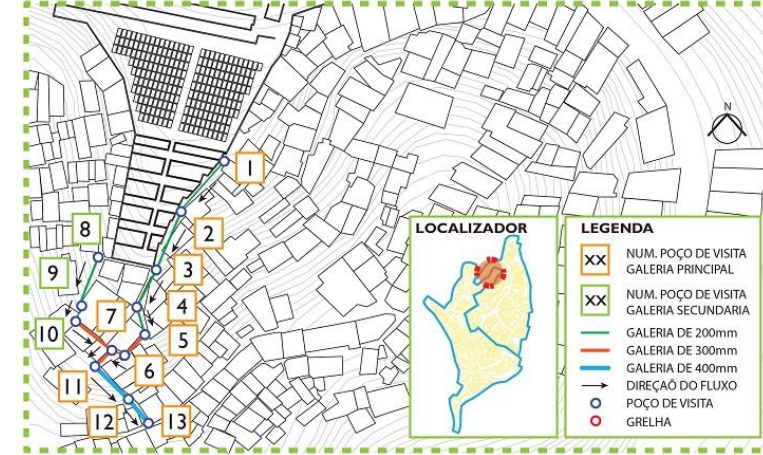 1
2
3
4
5
6
7
8
9
10
11
12
13
N
LOCALIZADOR
LEGENDA
XX
NUM. POÇO DE VISITA
GALERIA PRINCIPAL
XX
NUM. POÇO DE VISITA
GALERIA SECUNDARIA
GALERIA DE 200mm
GALERIA DE 300mm
GALERIA DE 400mm
DIREÇAÕ DO FLUXO
POÇO DE VISITA
GRELHA